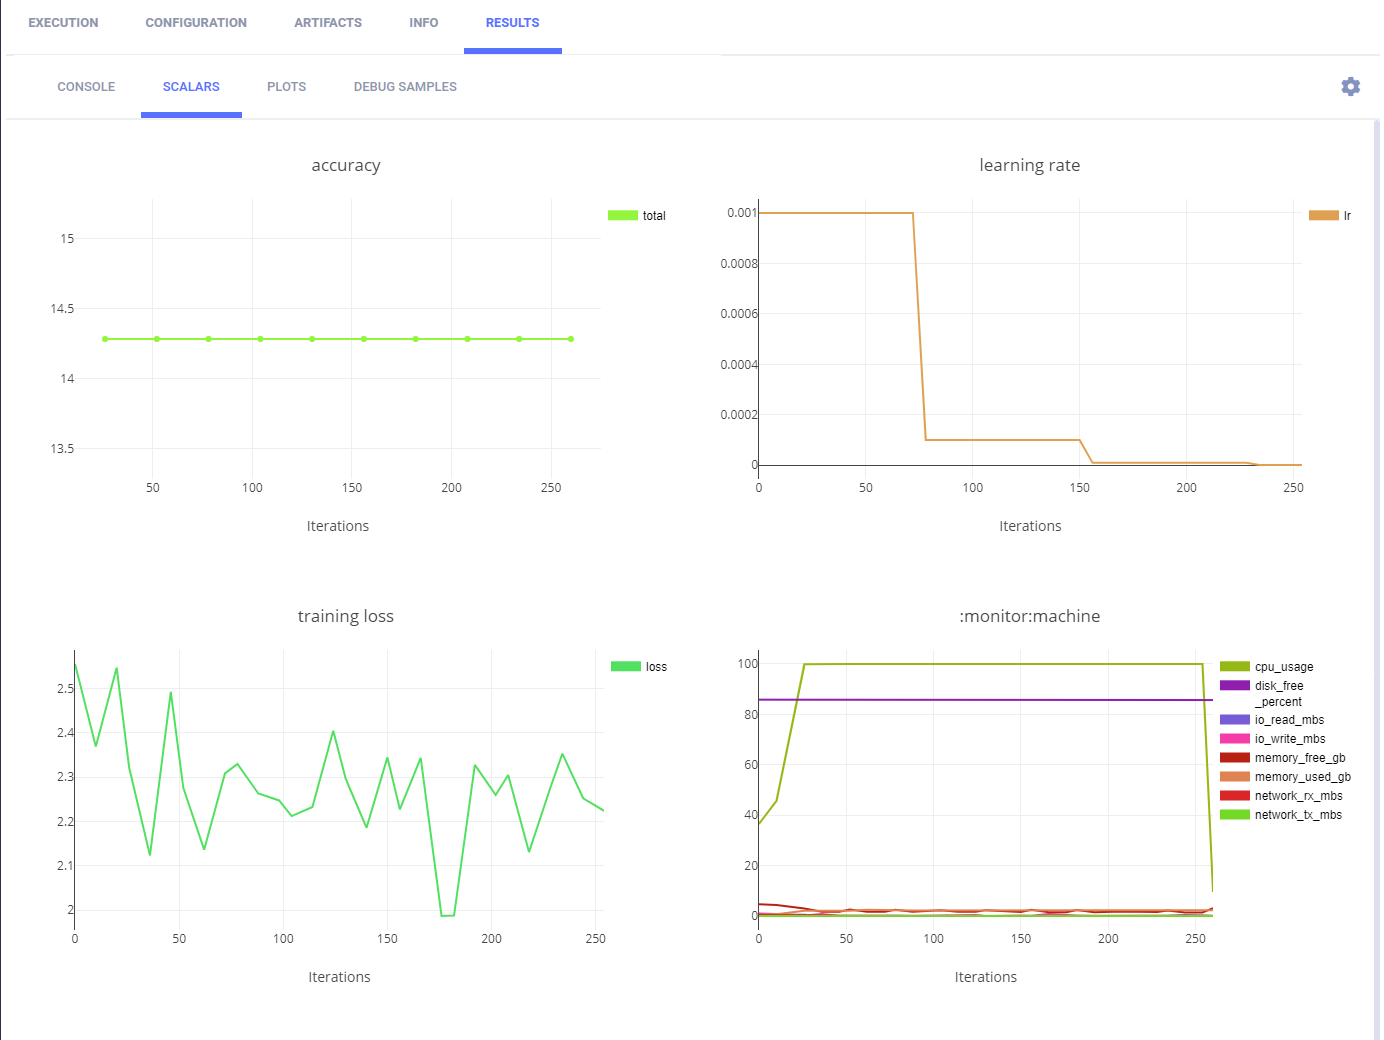 EXECUTION CONFIGURATION ARTIFACTS INFO RESULTS
CONSOLE SCALARS PLOTS DEBUG SAMPLES
accuracy
total
15
14.5
14
13.5
50 100 150 200 250
Iterations
learning rate
lr
0.001
0.0008
0.0006
0.0004
0.0002
0
0 50 100 150 200 250
Iterations
training loss
loss
2.5
2.4
2.3
2.2
2.1
2
0 50 100 150 200 250
Iterations
:monitor:machine
100
80
60
40
20
0
0 50 100 150 200 250
Iterations
cpu_usage
disk_free
_percent
io_read_mbs
io_write_mbs
memory_free_gb
memory_used_gb
network_rx_mbs
network_tx_mbs